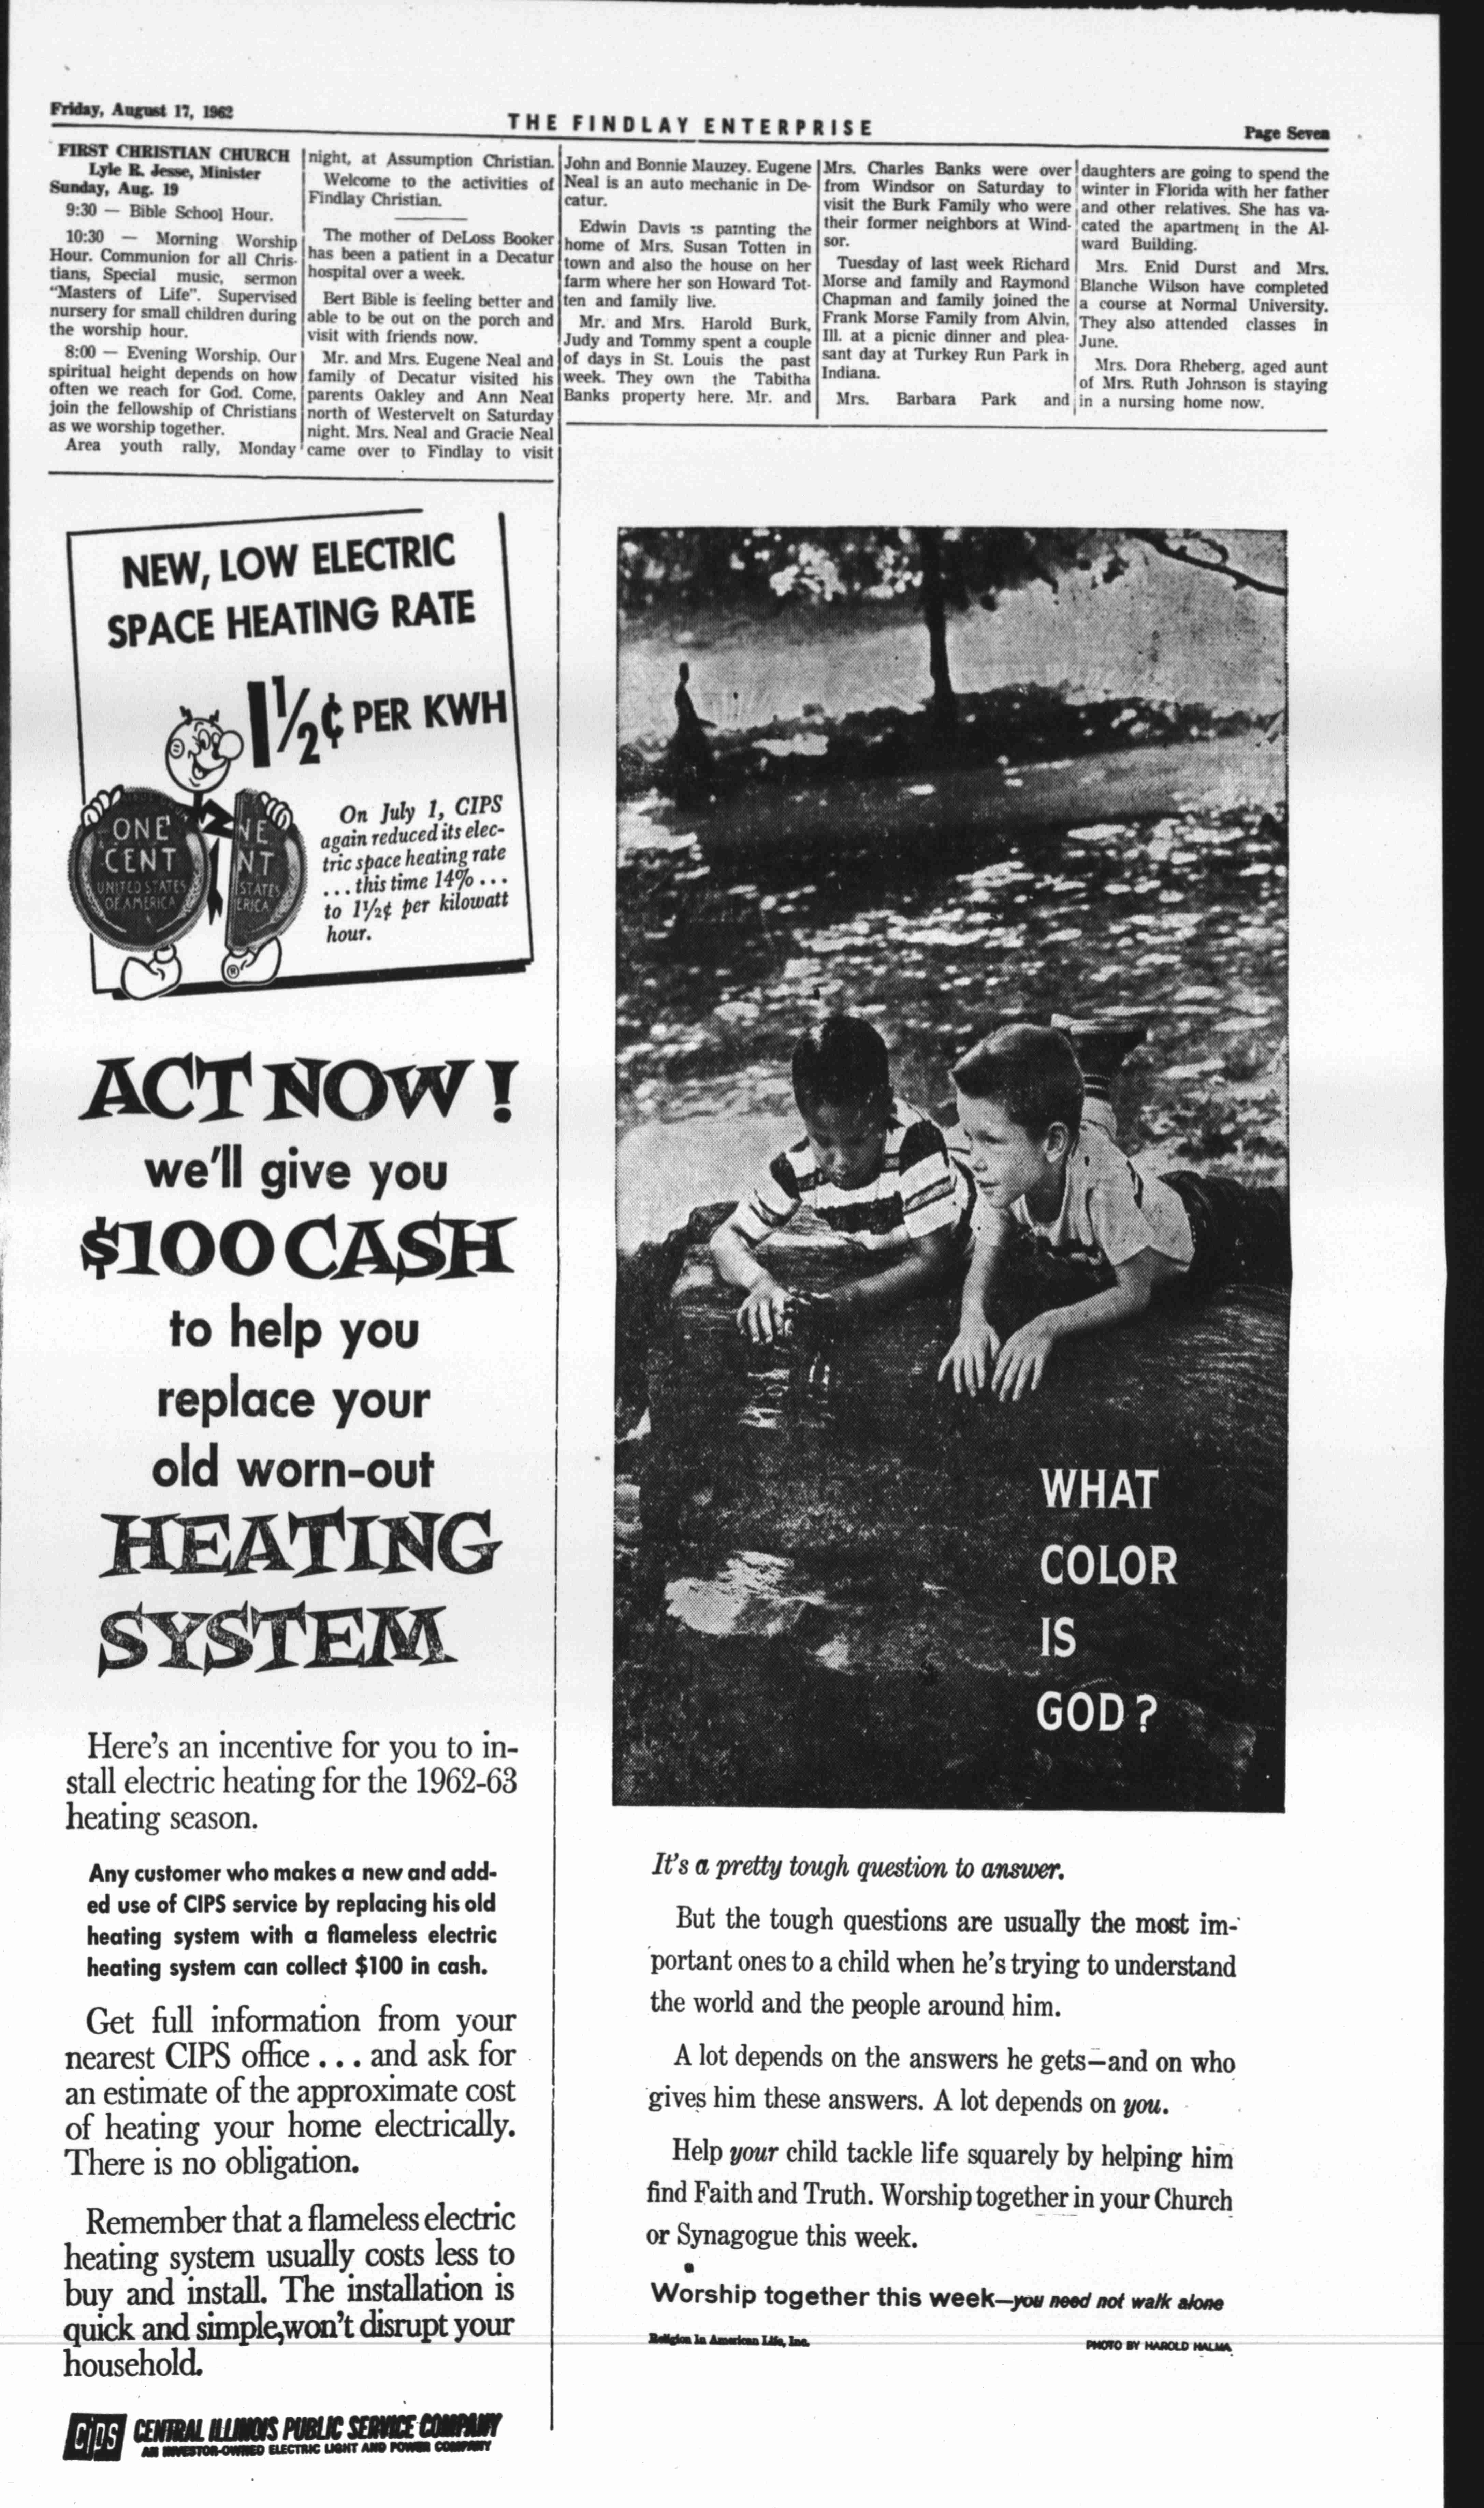 Friday, August 17, 1962
THE FINDLAY ENTERPRISE
Page Seven
FIRST CHRISTIAN CHURCH
Lyle R. Jesse, Minister
Sunday, Aug. 19
9:30 — Bible School Hour.
10:30 — Morning Worship
Hour. Communion for all Chris-
tians, Special music, sermon
"Masters of Life". Supervised
nursery for small children during
the worship hour.
8:00 — Evening Worship. Our
spiritual height depends on how
often we reach for God. Come,
join the fellowship of Christians
as we worship together.
Area youth rally, Monday
night, at Assumption Christian.
Welcome to the activities of
Findlay Christian.
The mother of DeLoss Booker
has been a patient in a Decatur
hospital over a week.
Bert Bible is feeling better and
able to be out on the porch and
visit with friends now.
Mr. and Mrs. Eugene Neal and
family of Decatur visited his
parents Oakley and Ann Neal
north of Westervelt on Saturday
night. Mrs. Neal and Gracie Neal
came over to Findlay to visit
John and Bonnie Mauzey. Eugene
Neal is an auto mechanic in De-
catur.
Edwin Davis is painting the
home of Mrs. Susan Totten in
town and also the house on her
farm where her son Howard Tot-
ten and family live.
Mr. and Mrs. Harold Burk,
Judy and Tommy spent a couple
of days in St. Louis the past
week. They own the Tabitha
Banks property here. Mr. and
Mrs. Charles Banks were over
from Windsor on Saturday to
visit the Burk Family who were
their former neighbors at Wind-
sor.
Tuesday of last week Richard
Morse and family and Raymond
Chapman and family joined the
Frank Morse Family from Alvin,
Ill. at a picnic dinner and plea-
sant day at Turkey Run Park in
Indiana.
Mrs. Barbara Park and
daughters are going to spend the
winter in Florida with her father
and other relatives. She has va-
cated the apartment in the Al-
ward Building.
Mrs. Enid Durst and Mrs.
Blanche Wilson have completed
a course at Normal University.
They also attended classes in
June.
Mrs. Dora Rheberg, aged aunt
of Mrs. Ruth Johnson is staying
in a nursing home now.
NEW, LOW ELECTRIC
SPACE HEATING RATE
1½¢ PER KWH
ONE
CENT
UNITED STATES
OF AMERICA
NE
NT
STATES
ERICA
On July 1, CIPS
again reduced its elec-
tric space heating rate
... this time 14% ...
to 1½¢ per kilowatt
hour.
®
ACT NOW!
we'll give you
$100 CASH
to help you
replace your
old worn-out
HEATING
SYSTEM
Here's an incentive for you to in-
stall electric heating for the 1962-63
heating season.
Any customer who makes a new and add-
ed use of CIPS service by replacing his old
heating system with a flameless electric
heating system can collect $100 in cash.
Get full information from your
nearest CIPS office ... and ask for
an estimate of the approximate cost
of heating your home electrically.
There is no obligation.
Remember that a flameless electric
heating system usually costs less to
buy and install. The installation is
quick and simple, won't disrupt your
household.
CIPS
CENTRAL ILLINOIS PUBLIC SERVICE COMPANY
AN INVESTOR-OWNED ELECTRIC LIGHT AND POWER COMPANY
WHAT
COLOR
IS
GOD?
It's a pretty tough question to answer.
But the tough questions are usually the most im-
portant ones to a child when he's trying to understand
the world and the people around him.
A lot depends on the answers he gets—and on who
gives him these answers. A lot depends on you.
Help your child tackle life squarely by helping him
find Faith and Truth. Worship together in your Church
or Synagogue this week.
Worship together this week—you need not walk alone
Religion In American Life, Inc.
PHOTO BY HAROLD HALMA